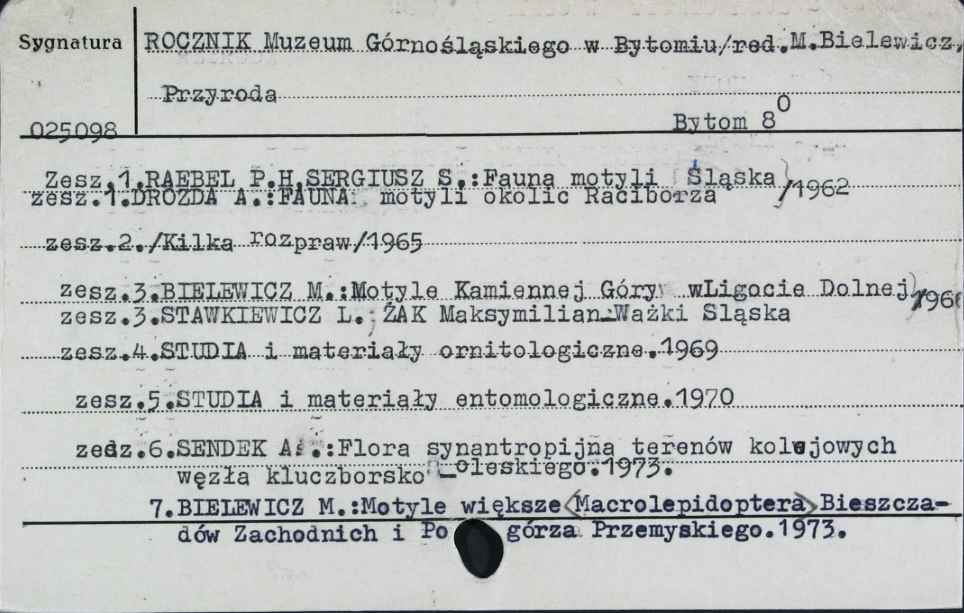 Sygnatura
ROCZNIK Muzeum Górnośląskiego w Bytomiu/red.M.Bielewicz,
Przyroda
025098
Bytom 8⁰
Zesz.1.RAEBEL P.H.SERGIUSZ S.:Fauna motyli Śląska
zesz.1.DROZDA A.:FAUNA motyli okolic Raciborza
/1962
zesz.2./Kilka rozpraw/1965
zesz.3.BIELEWICZ M.:Motyle Kamiennej Góry wLigocie Dolnej
zesz.3.STAWKIEWICZ L.;ŻAK Maksymilian-Ważki Śląska
zesz.4.STUDIA i materiały ornitologiczne.1969
zesz.5.STUDIA i materiały entomologiczne.1970
zesz.6.SENDEK A.:Flora synantropijna terenów kolejowych
węzła kluczborsko-oleskiego.1973.
7.BIELEWICZ M.:Motyle większe <Macrolepidoptera> Bieszcza-
dów Zachodnich i Po górza Przemyskiego.1973.